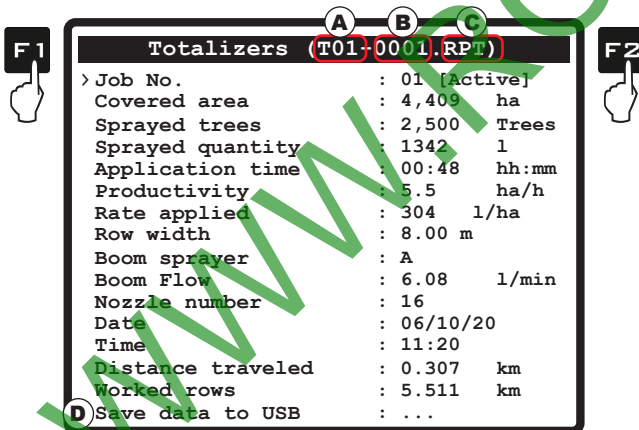 A B C
F1 F2
Totalizers (T01-0001.RPT)
>Job No. : 01 [Active]
Covered area : 4,409 ha
Sprayed trees : 2,500 Trees
Sprayed quantity : 1342 l
Application time : 00:48 hh:mm
Productivity : 5.5 ha/h
Rate applied : 304 l/ha
Row width : 8.00 m
Boom sprayer : A
Boom Flow : 6.08 l/min
Nozzle number : 16
Date : 06/10/20
Time : 11:20
Distance traveled : 0.307 km
Worked rows : 5.511 km
D Save data to USB : ...
WWW.RO